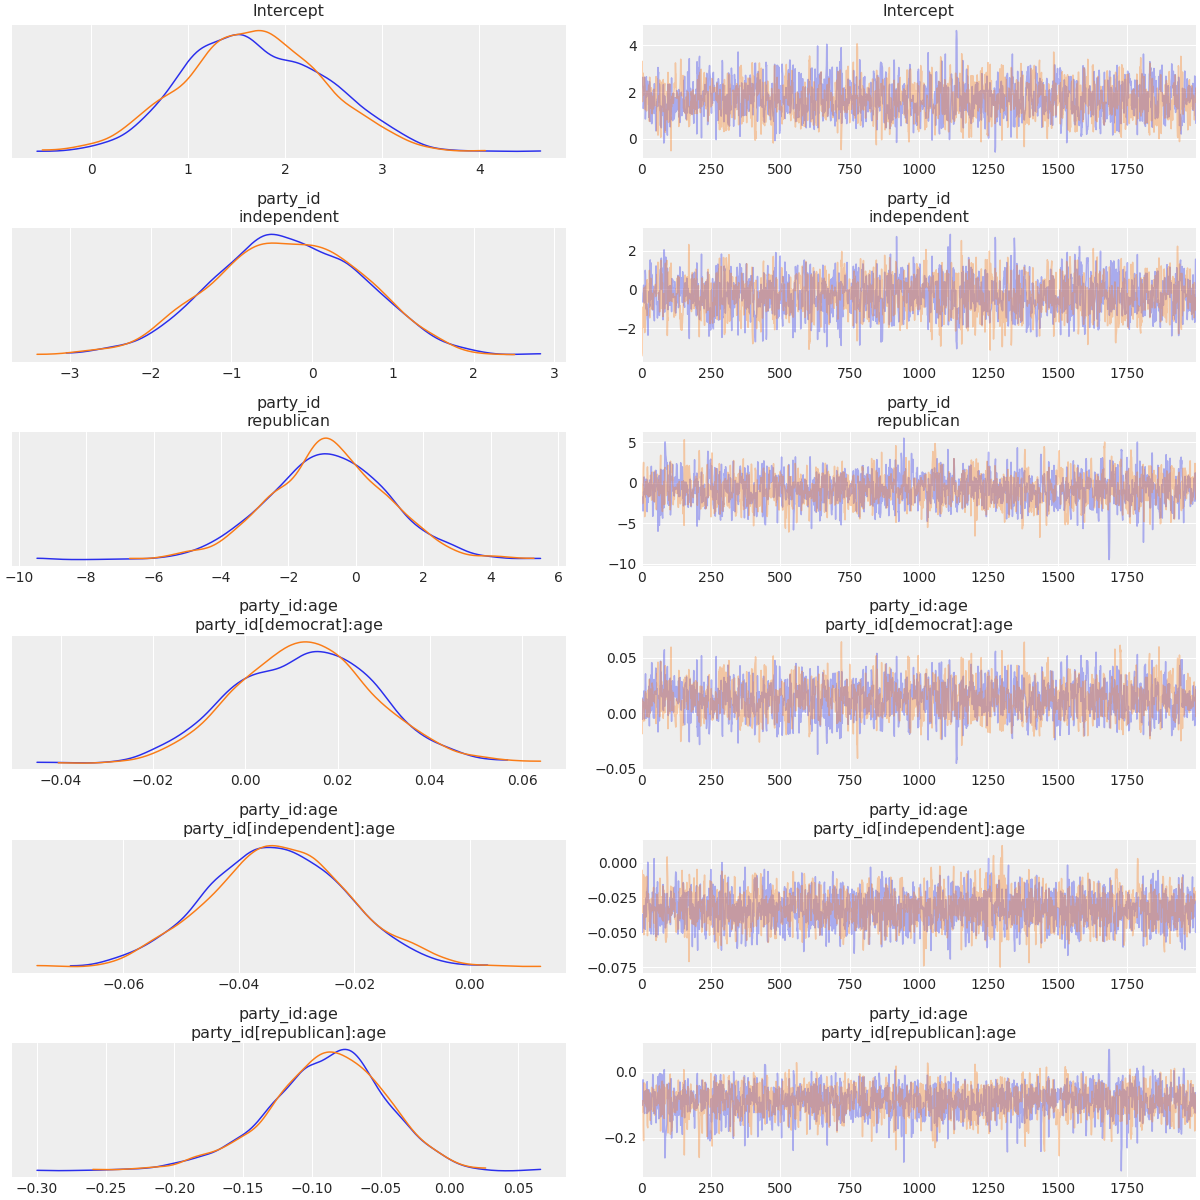 Intercept
Intercept
0 1 2 3 4
4
2
0
0 250 500 750 1000 1250 1500 1750
party_id
independent
party_id
independent
−3 −2 −1 0 1 2 3
2
0
−2
0 250 500 750 1000 1250 1500 1750
party_id
republican
party_id
republican
−10 −8 −6 −4 −2 0 2 4 6
5
0
−5
−10
0 250 500 750 1000 1250 1500 1750
party_id:age
party_id[democrat]:age
party_id:age
party_id[democrat]:age
−0.04 −0.02 0.00 0.02 0.04 0.06
0.05
0.00
−0.05
0 250 500 750 1000 1250 1500 1750
party_id:age
party_id[independent]:age
party_id:age
party_id[independent]:age
−0.06 −0.04 −0.02 0.00
0.000
−0.025
−0.050
−0.075
0 250 500 750 1000 1250 1500 1750
party_id:age
party_id[republican]:age
party_id:age
party_id[republican]:age
−0.30 −0.25 −0.20 −0.15 −0.10 −0.05 0.00 0.05
0.0
−0.2
0 250 500 750 1000 1250 1500 1750